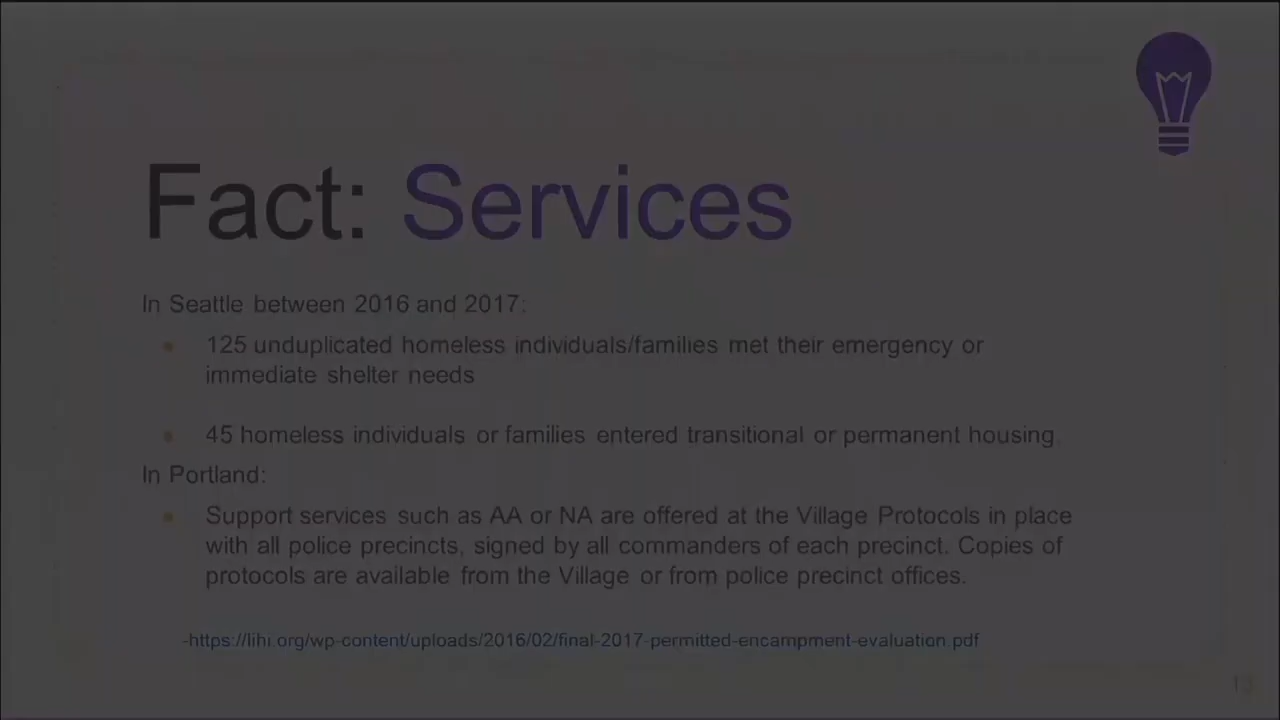 Fact: Services
In Seattle between 2016 and 2017:
125 unduplicated homeless individuals/families met their emergency or
immediate shelter needs
45 homeless individuals or families entered transitional or permanent housing.
In Portland:
Support services such as AA or NA are offered at the Village Protocols in place
with all police precincts, signed by all commanders of each precinct. Copies of
protocols are available from the Village or from police precinct offices.
-https://lihi.org/wp-content/uploads/2016/02/final-2017-permitted-encampment-evaluation.pdf